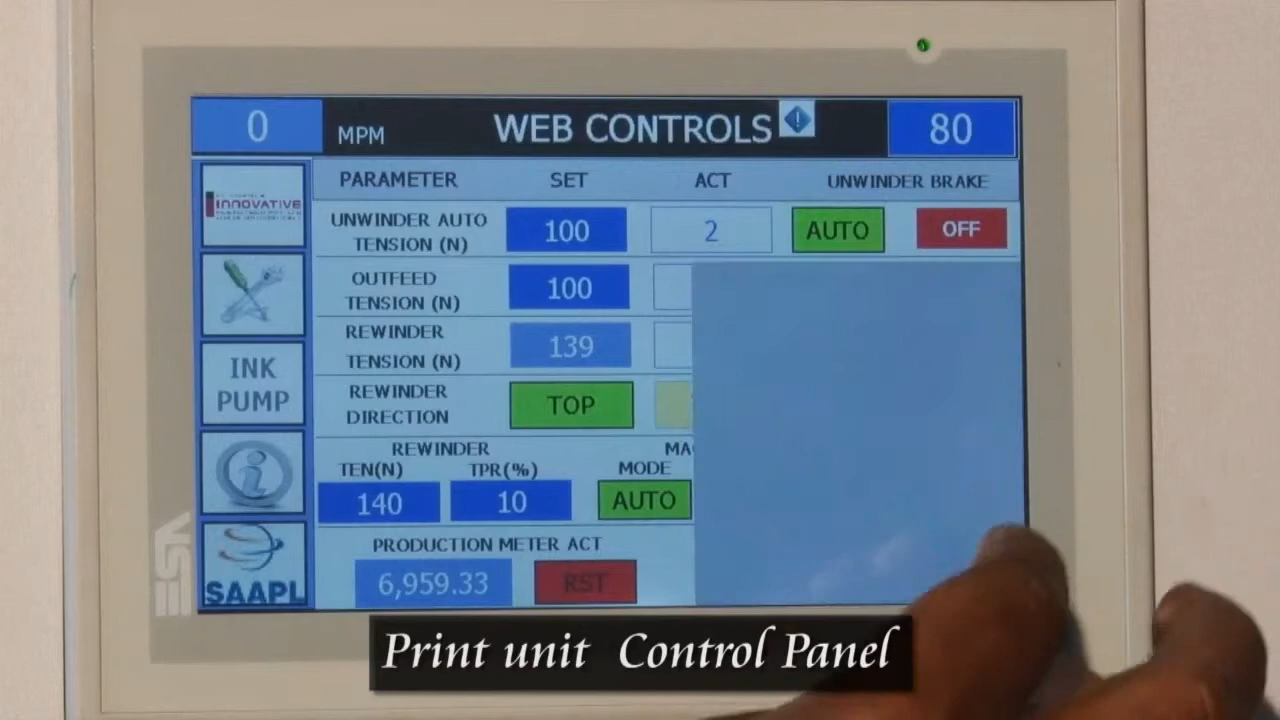 0 MPM WEB CONTROLS 80
PARAMETER SET ACT UNWINDER BRAKE
INNOVATIVE
UNWINDER AUTO
TENSION (N) 100 2 AUTO OFF
OUTFEED
TENSION (N) 100
REWINDER
TENSION (N) 139
INK
PUMP
REWINDER
DIRECTION TOP
REWINDER MA
TEN(N) TPR(%) MODE
140 10 AUTO
PRODUCTION METER ACT
6,959.33 RST
SAAPL
Print unit Control Panel